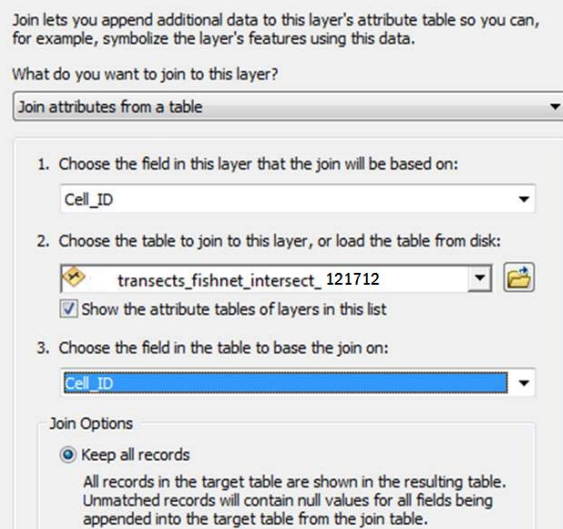 Join lets you append additional data to this layer's attribute table so you can,
for example, symbolize the layer's features using this data.
What do you want to join to this layer?
Join attributes from a table
1. Choose the field in this layer that the join will be based on:
Cell_ID
2. Choose the table to join to this layer, or load the table from disk:
transects_fishnet_intersect_ 121712
Show the attribute tables of layers in this list
3. Choose the field in the table to base the join on:
Cell_ID
Join Options
Keep all records
All records in the target table are shown in the resulting table.
Unmatched records will contain null values for all fields being
appended into the target table from the join table.